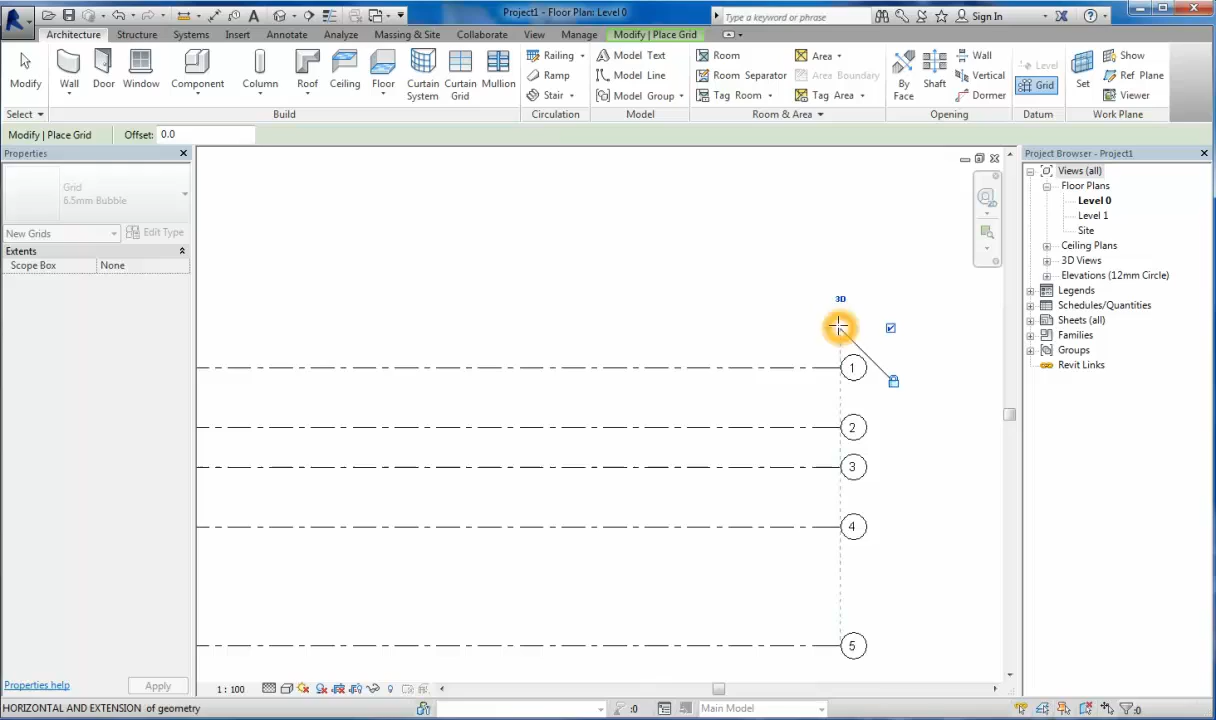 Project1 - Floor Plan: Level 0
Type a keyword or phrase
Sign In
Architecture Structure Systems Insert Annotate Analyze Massing & Site Collaborate View Manage Modify | Place Grid
Modify
Wall
Door
Window
Component
Column
Roof
Ceiling
Floor
Curtain System
Curtain Grid
Mullion
Railing
Ramp
Stair
Model Text
Model Line
Model Group
Room
Room Separator
Tag Room
Area
Area Boundary
Tag Area
By Face
Shaft
Wall
Vertical
Dormer
Level
Grid
Set
Show
Ref Plane
Viewer
Select Build Circulation Model Room & Area Opening Datum Work Plane
Modify | Place Grid Offset: 0.0
Properties
Grid
6.5mm Bubble
New Grids Edit Type
Extents
Scope Box None
Properties help Apply
3D
1
2
3
4
5
Project Browser - Project1
Views (all)
Floor Plans
Level 0
Level 1
Site
Ceiling Plans
3D Views
Elevations (12mm Circle)
Legends
Schedules/Quantities
Sheets (all)
Families
Groups
Revit Links
1 : 100
HORIZONTAL AND EXTENSION of geometry
:0
Main Model
:0